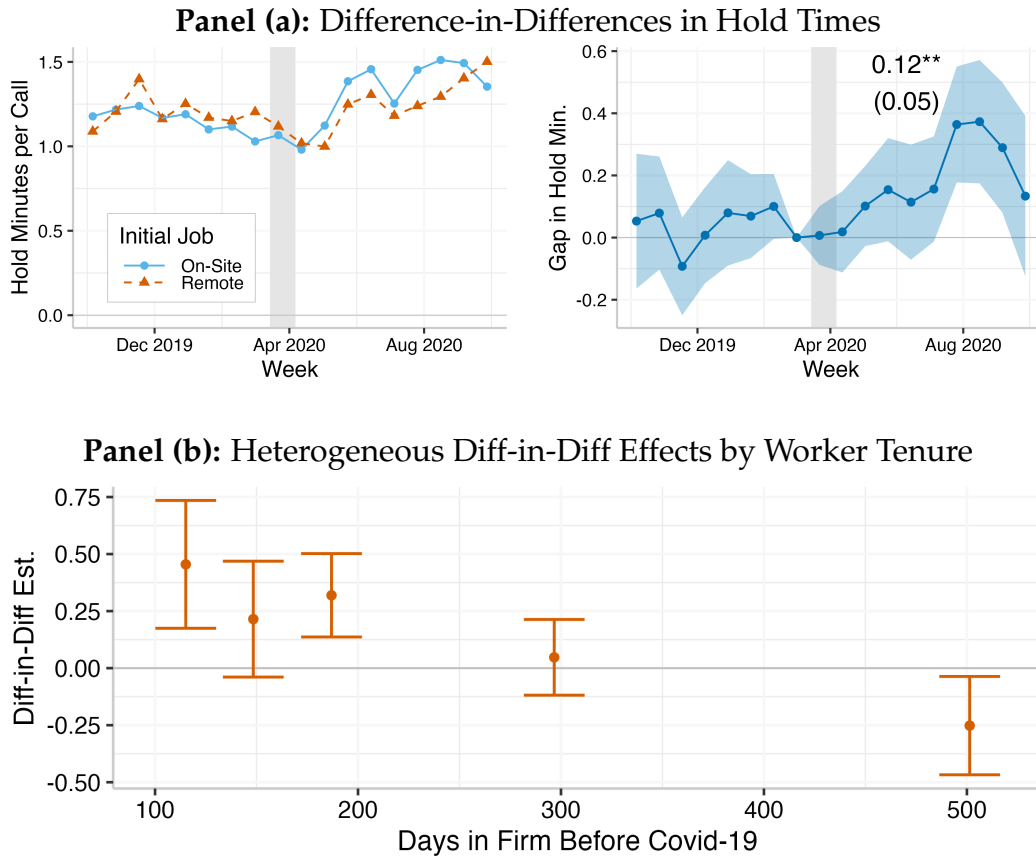 Panel (a): Difference-in-Differences in Hold Times
Hold Minutes per Call
1.5
1.0
0.5
0.0
Initial Job
On-Site
Remote
Dec 2019
Apr 2020
Aug 2020
Week
Gap in Hold Min.
0.6
0.4
0.2
0.0
-0.2
0.12**
(0.05)
Dec 2019
Apr 2020
Aug 2020
Week
Panel (b): Heterogeneous Diff-in-Diff Effects by Worker Tenure
Diff-in-Diff Est.
0.75
0.50
0.25
0.00
-0.25
-0.50
100
200
300
400
500
Days in Firm Before Covid-19